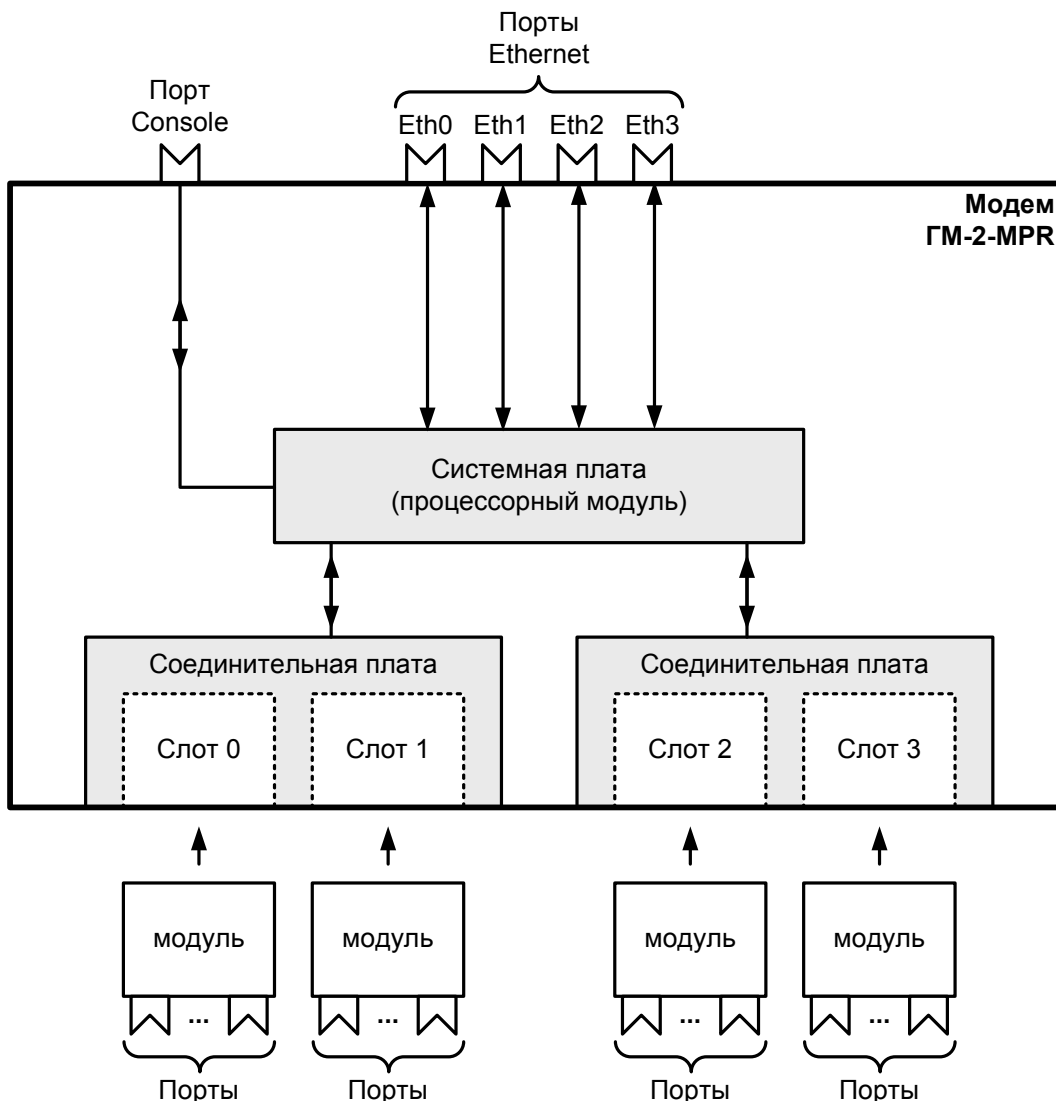 Порты
Ethernet
Порт
Console
Eth0 Eth1 Eth2 Eth3
Модем
ГМ-2-MPR
Системная плата
(процессорный модуль)
Соединительная плата
Соединительная плата
Слот 0
Слот 1
Слот 2
Слот 3
модуль
модуль
модуль
модуль
...
...
...
...
Порты
Порты
Порты
Порты